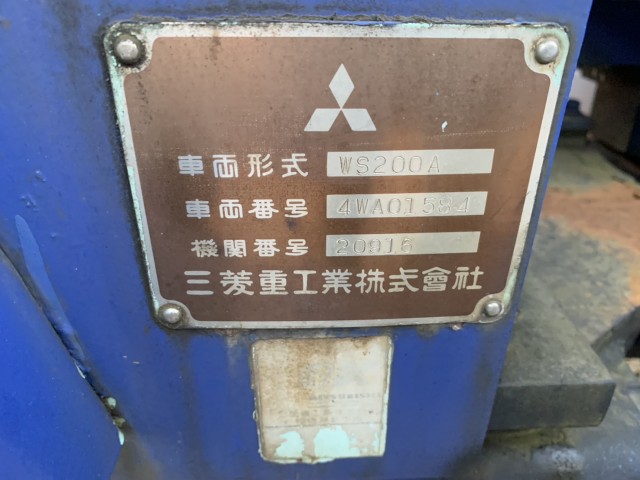 車両形式 WS200A
車両番号 4WA01584
機関番号 20916
三菱重工業株式會社